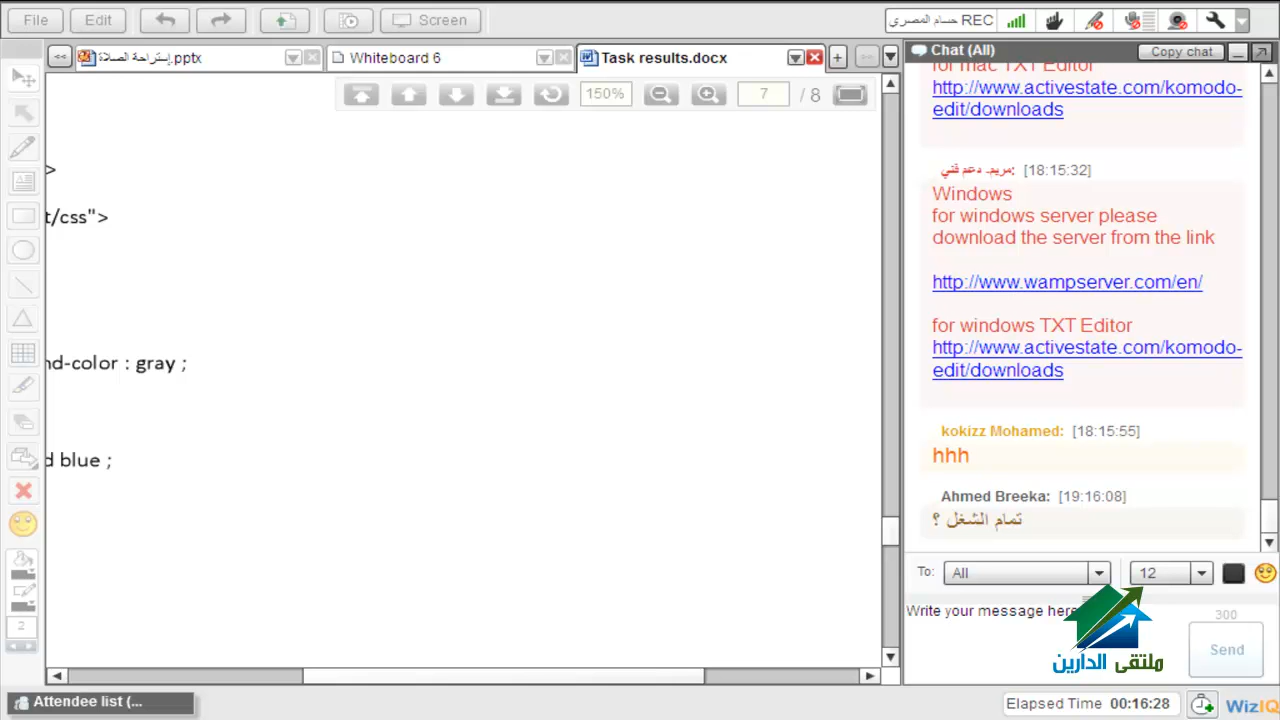 File Edit Screen
حسام المصري REC
<< إستراحة الصلاة.pptx Whiteboard 6 Task results.docx + >>
Chat (All) Copy chat
150% 7 / 8
>
t/css">
nd-color : gray ;
d blue ;
for mac TXT Editor
http://www.activestate.com/komodo-
edit/downloads
مريم. دعم فني: [18:15:32]
Windows
for windows server please
download the server from the link
http://www.wampserver.com/en/
for windows TXT Editor
http://www.activestate.com/komodo-
edit/downloads
kokizz Mohamed: [18:15:55]
hhh
Ahmed Breeka: [19:16:08]
تمام الشغل ؟
To: All 12
Write your message here
300
Send
ملتقى الدارين
2
Attendee list (...
Elapsed Time 00:16:28
WizIQ